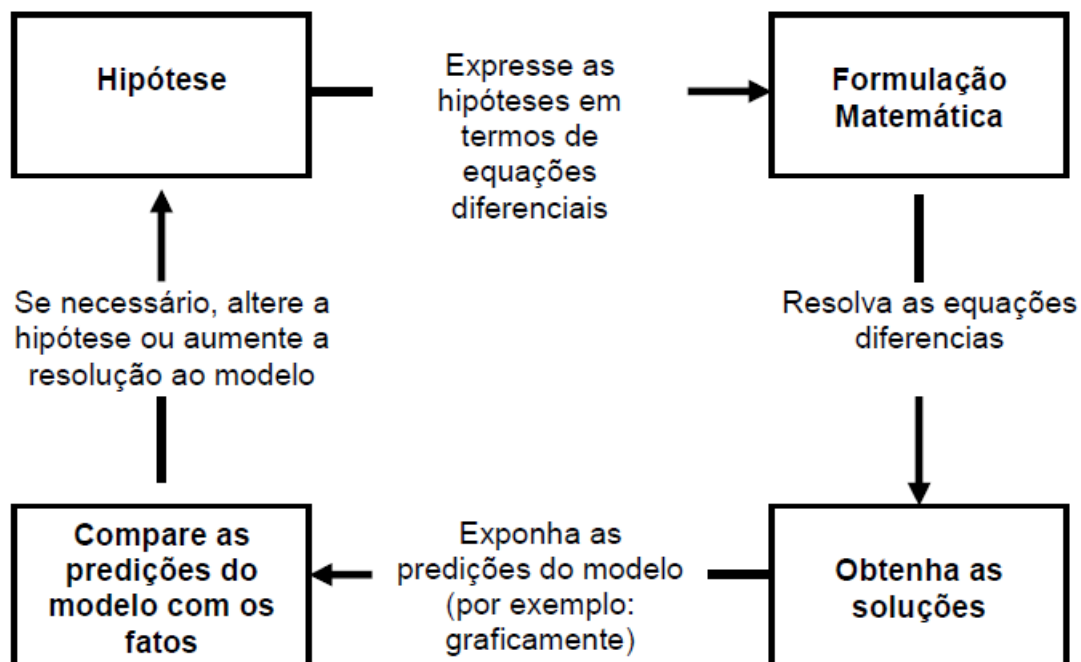 Hipótese
Expresse as
hipóteses em
termos de
equações
diferenciais
Formulação
Matemática
Resolva as equações
diferencias
Obtenha as
soluções
Exponha as
predições do modelo
(por exemplo:
graficamente)
Compare as
predições do
modelo com os
fatos
Se necessário, altere a
hipótese ou aumente a
resolução ao modelo